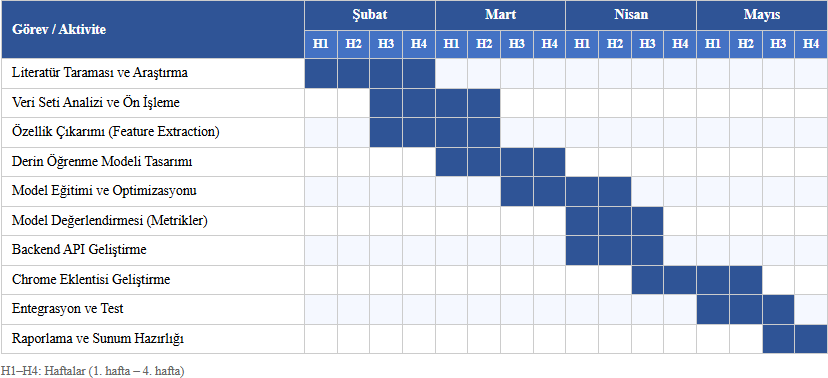 Görev / Aktivite Şubat Mart Nisan Mayıs
H1 H2 H3 H4 H1 H2 H3 H4 H1 H2 H3 H4 H1 H2 H3 H4
Literatür Taraması ve Araştırma
Veri Seti Analizi ve Ön İşleme
Özellik Çıkarımı (Feature Extraction)
Derin Öğrenme Modeli Tasarımı
Model Eğitimi ve Optimizasyonu
Model Değerlendirmesi (Metrikler)
Backend API Geliştirme
Chrome Eklentisi Geliştirme
Entegrasyon ve Test
Raporlama ve Sunum Hazırlığı
H1–H4: Haftalar (1. hafta – 4. hafta)